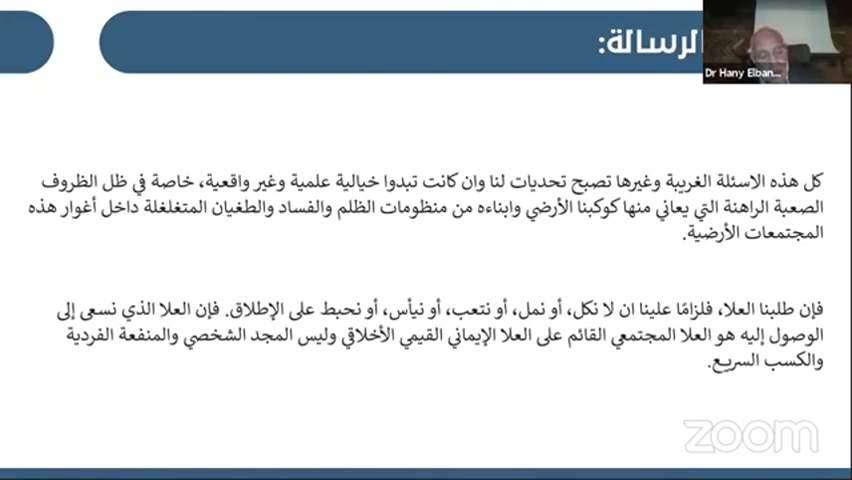 الرسالة:
Dr Hany Elban...
كل هذه الاسئلة الغريبة وغيرها تصبح تحديات لنا وان كانت تبدوا خيالية علمية وغير واقعية، خاصة في ظل الظروف
الصعبة الراهنة التي يعاني منها كوكبنا الأرضي وابناءه من منظومات الظلم والفساد والطغيان المتغلغلة داخل أغوار هذه
المجتمعات الأرضية.
فإن طلبنا العلا، فلزامًا علينا ان لا نكل، أو نمل، أو نتعب، أو نيأس، أو نحبط على الإطلاق. فإن العلا الذي نسعى إلى
الوصول إليه هو العلا المجتمعي القائم على العلا الإيماني القيمي الأخلاقي وليس المجد الشخصي والمنفعة الفردية
والكسب السريع.
zoom